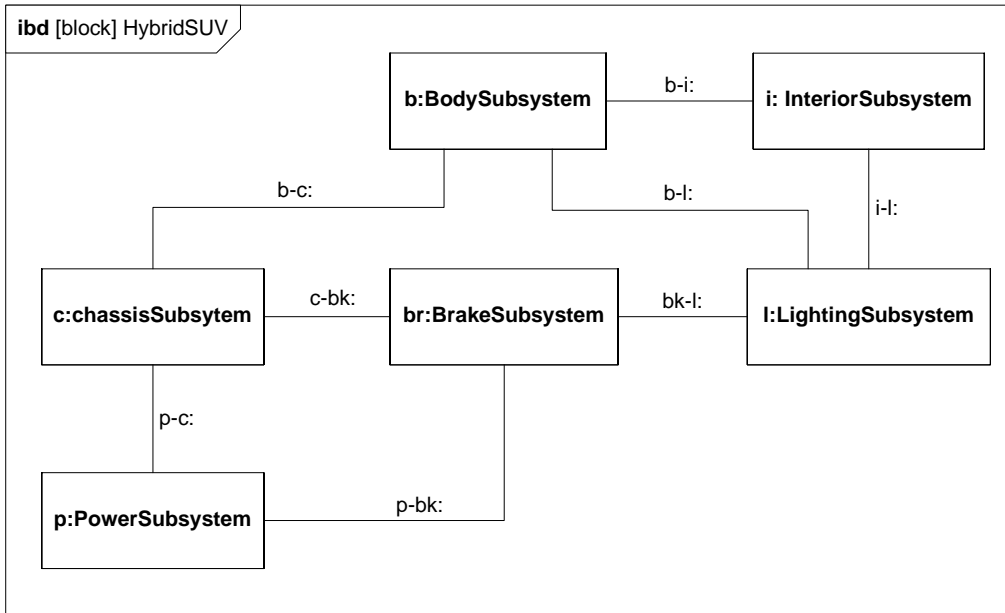 ibd [block] HybridSUV
b:BodySubsystem
b-i:
i: InteriorSubsystem
b-c:
b-l:
i-l:
c:chassisSubsytem
c-bk:
br:BrakeSubsystem
bk-l:
l:LightingSubsystem
p-c:
p:PowerSubsystem
p-bk: